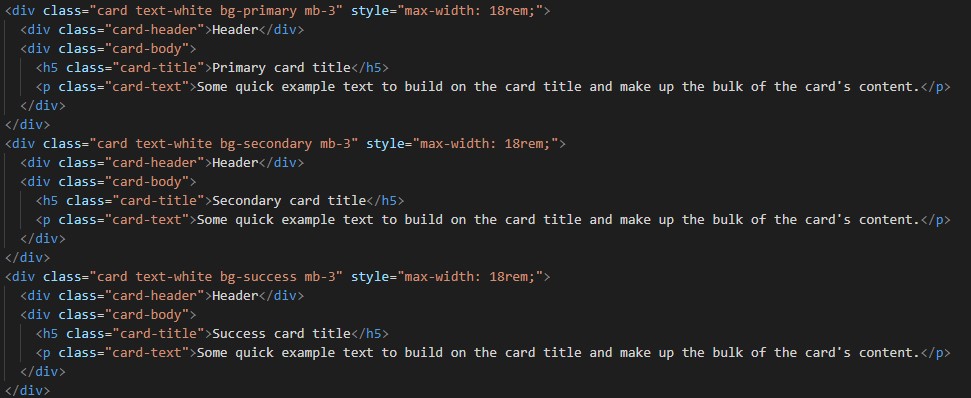 <div class="card text-white bg-primary mb-3" style="max-width: 18rem;">
<div class="card-header">Header</div>
<div class="card-body">
<h5 class="card-title">Primary card title</h5>
<p class="card-text">Some quick example text to build on the card title and make up the bulk of the card's content.</p>
</div>
</div>
<div class="card text-white bg-secondary mb-3" style="max-width: 18rem;">
<div class="card-header">Header</div>
<div class="card-body">
<h5 class="card-title">Secondary card title</h5>
<p class="card-text">Some quick example text to build on the card title and make up the bulk of the card's content.</p>
</div>
</div>
<div class="card text-white bg-success mb-3" style="max-width: 18rem;">
<div class="card-header">Header</div>
<div class="card-body">
<h5 class="card-title">Success card title</h5>
<p class="card-text">Some quick example text to build on the card title and make up the bulk of the card's content.</p>
</div>
</div>